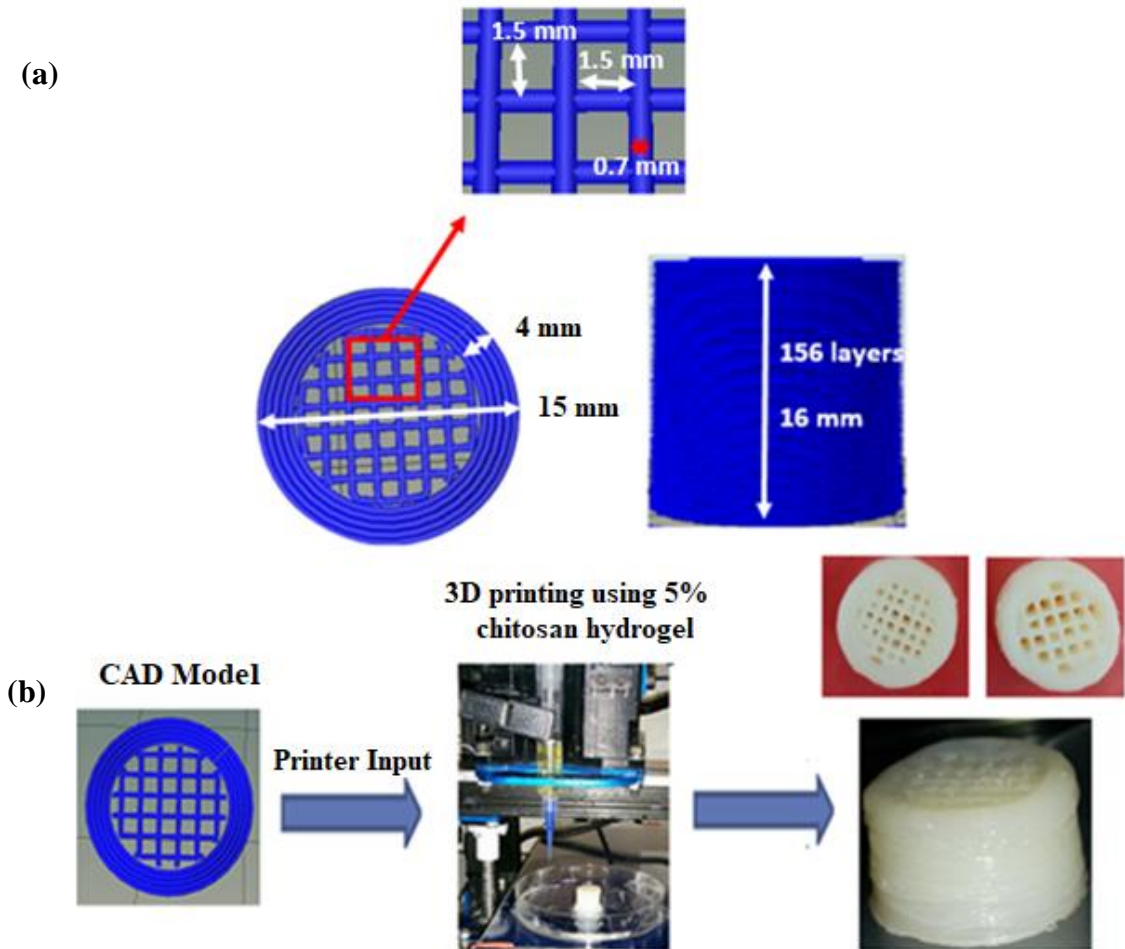 (a)
1.5 mm
1.5 mm
0.7 mm
4 mm
15 mm
156 layers
16 mm
(b)
CAD Model
Printer Input
3D printing using 5%
chitosan hydrogel